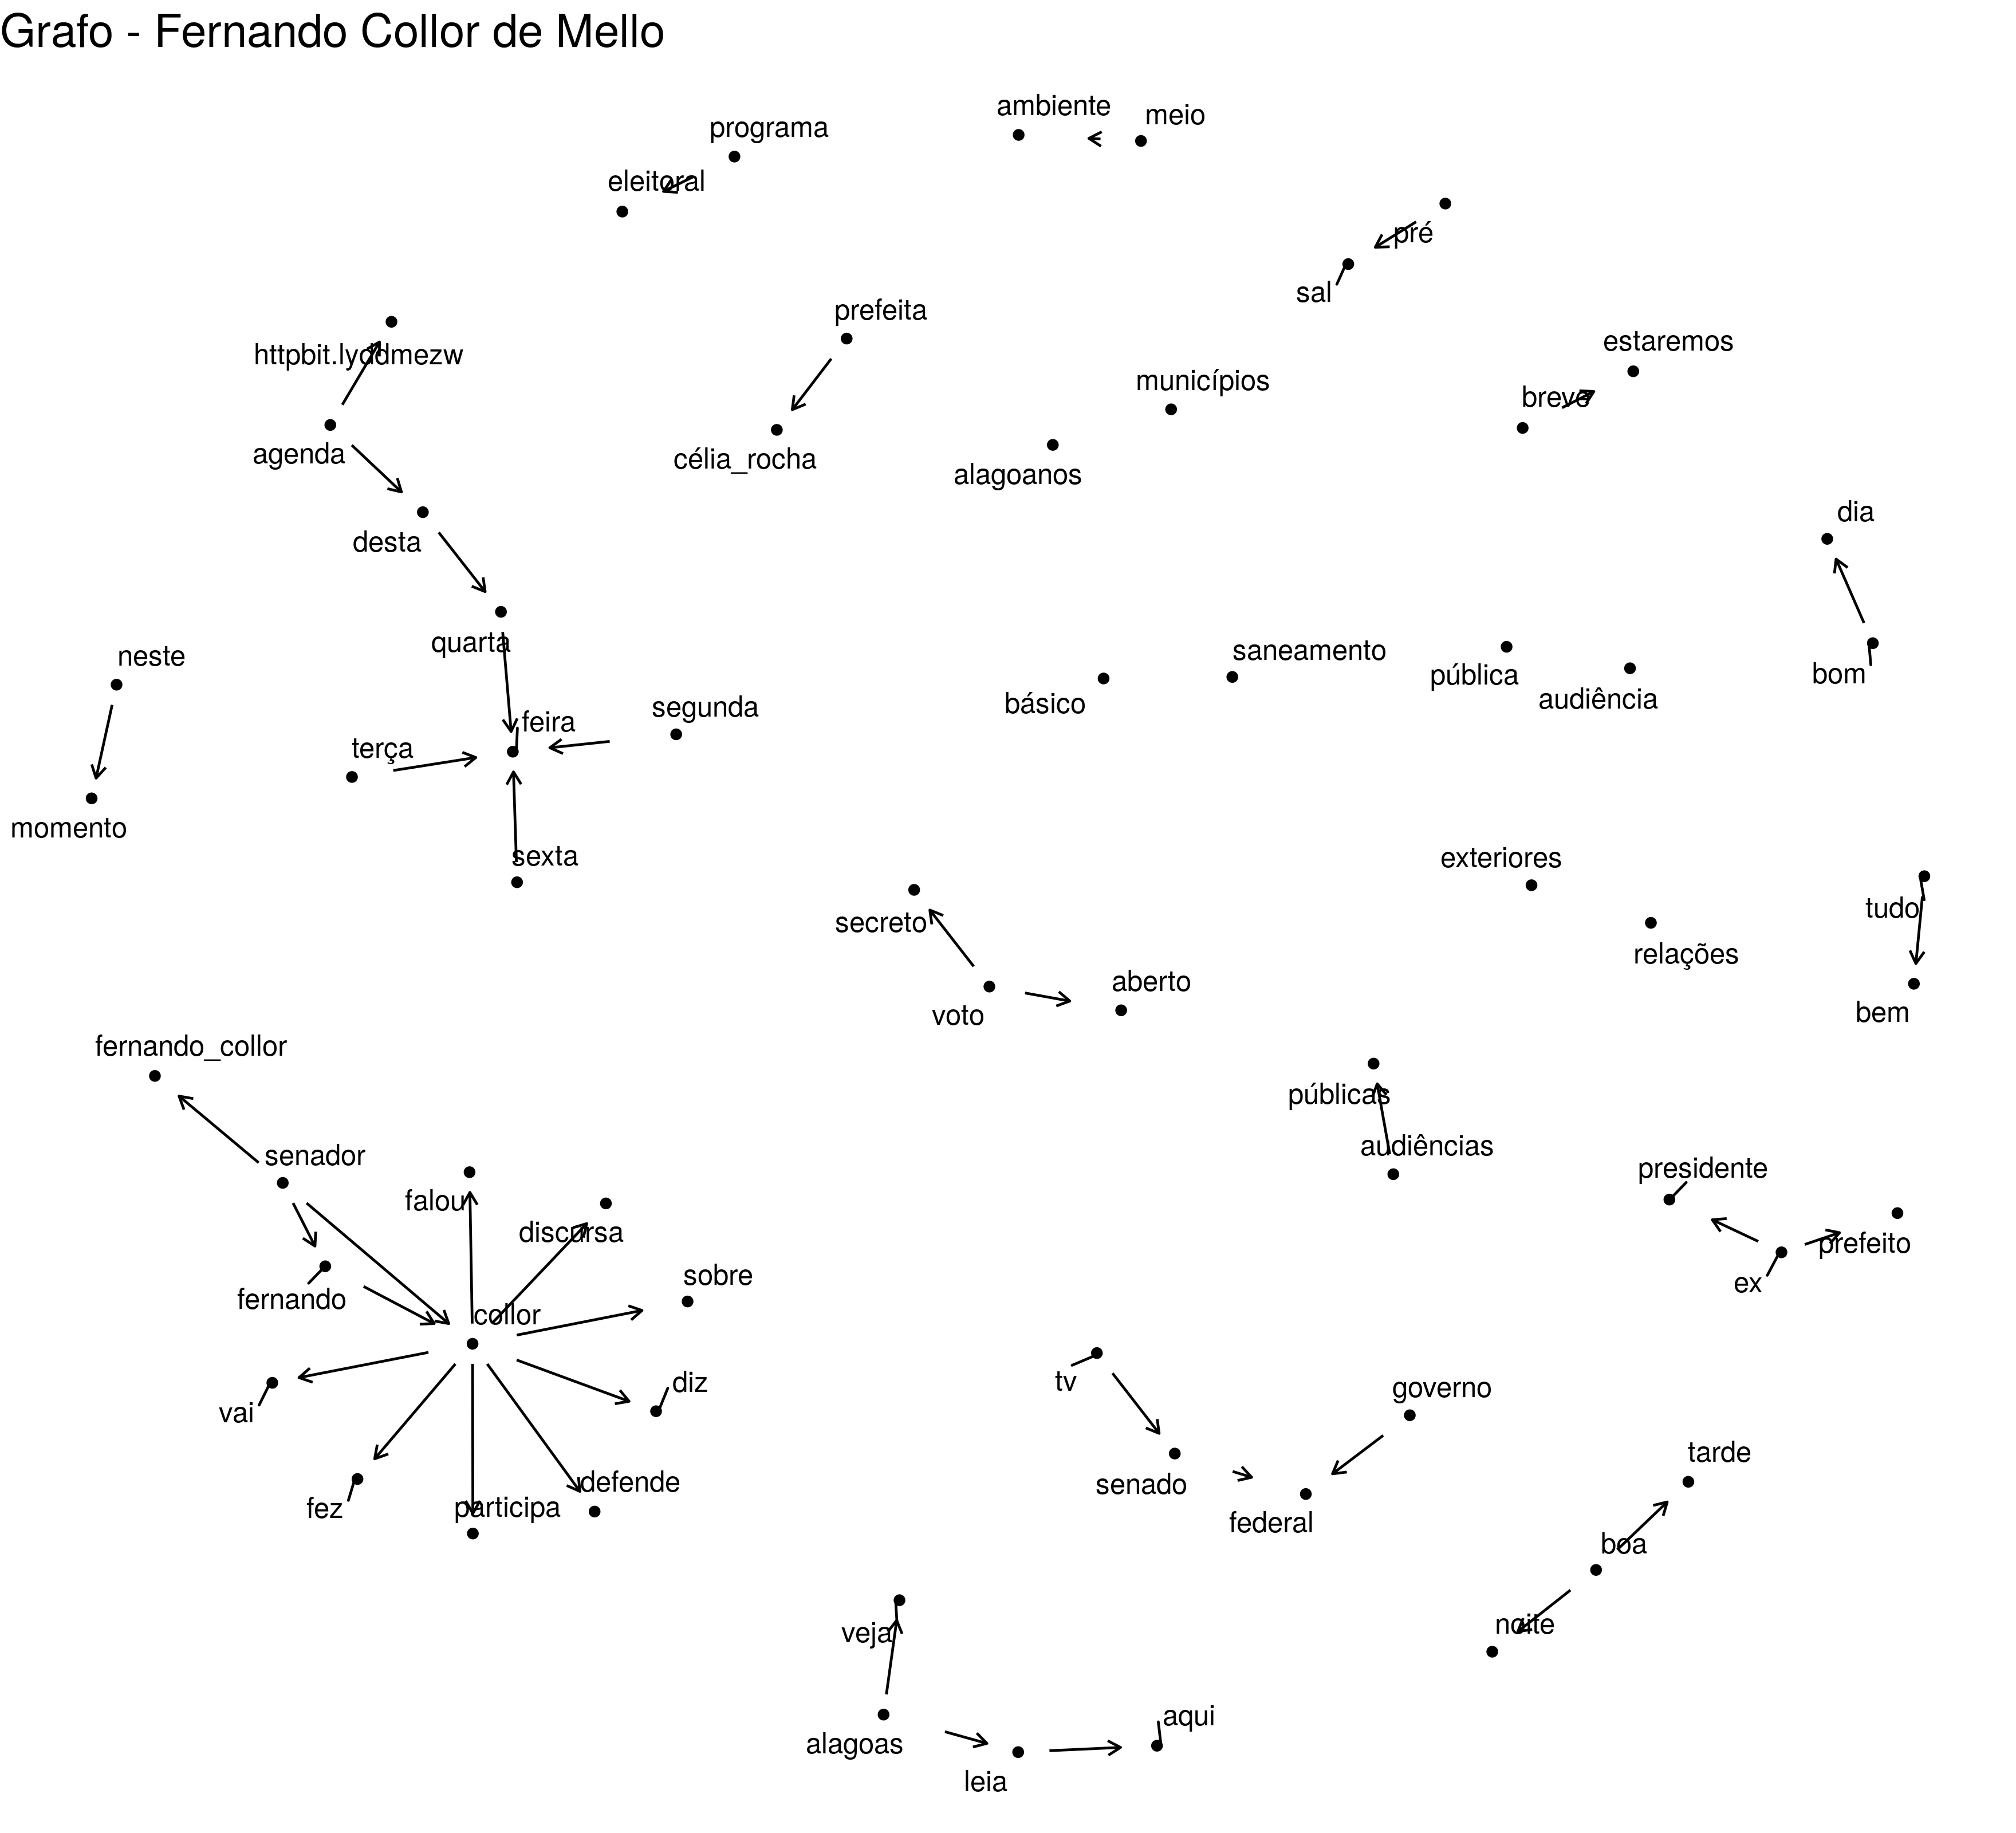 Grafo - Fernando Collor de Mello
ambiente
meio
programa
eleitoral
pré
sal
prefeita
estaremos
httpbit.lyddmezw
municípios
breve
agenda
célia_rocha
alagoanos
dia
desta
quarta
neste
saneamento
pública
bom
audiência
básico
segunda
feira
terça
momento
sexta
exteriores
tudo
secreto
relações
aberto
voto
bem
fernando_collor
públicas
audiências
senador
presidente
falou
discursa
prefeito
sobre
ex
fernando
collor
tv
diz
governo
vai
tarde
defende
senado
fez
participa
federal
boa
noite
veja
aqui
alagoas
leia